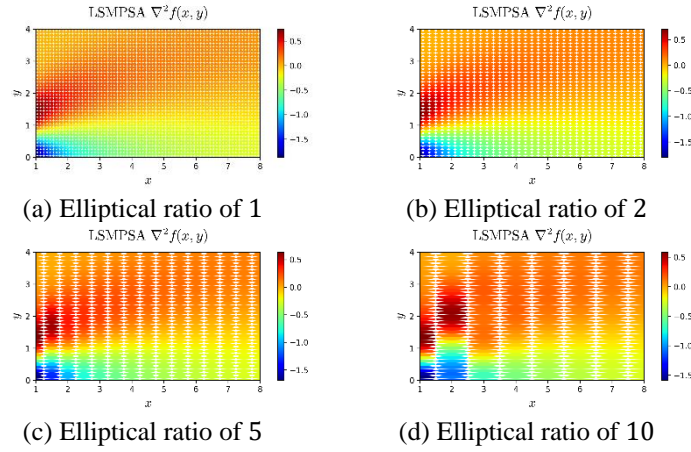 LSMPSA ∇²f(x, y)
LSMPSA ∇²f(x, y)
4
3
2
1
0
y
1 2 3 4 5 6 7 8
x
0.5
0.0
−0.5
−1.0
−1.5
4
3
2
1
0
y
1 2 3 4 5 6 7 8
x
0.5
0.0
−0.5
−1.0
−1.5
(a) Elliptical ratio of 1
(b) Elliptical ratio of 2
LSMPSA ∇²f(x, y)
LSMPSA ∇²f(x, y)
4
3
2
1
0
y
1 2 3 4 5 6 7 8
x
0.5
0.0
−0.5
−1.0
−1.5
4
3
2
1
0
y
1 2 3 4 5 6 7 8
x
0.4
0.0
−0.4
−0.8
−1.2
−1.6
(c) Elliptical ratio of 5
(d) Elliptical ratio of 10